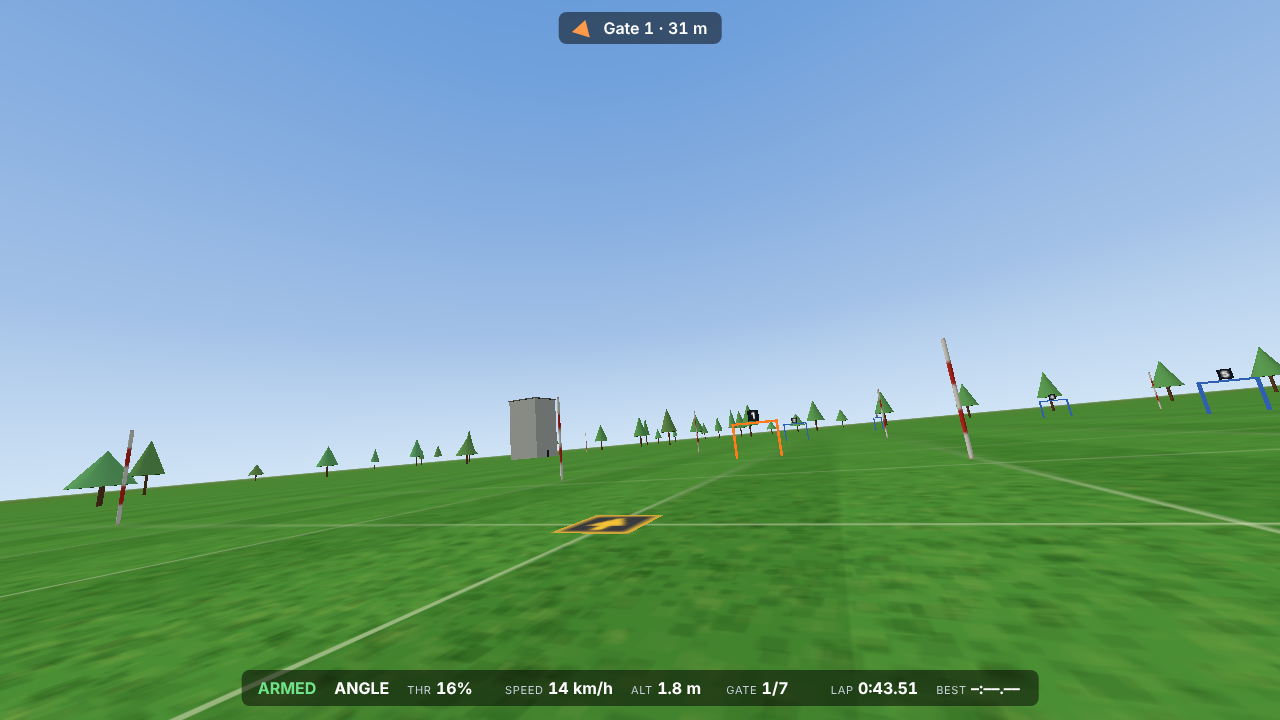 Gate 1 · 31 m
1
ARMED ANGLE THR 16% SPEED 14 km/h ALT 1.8 m GATE 1/7 LAP 0:43.51 BEST –:––.––